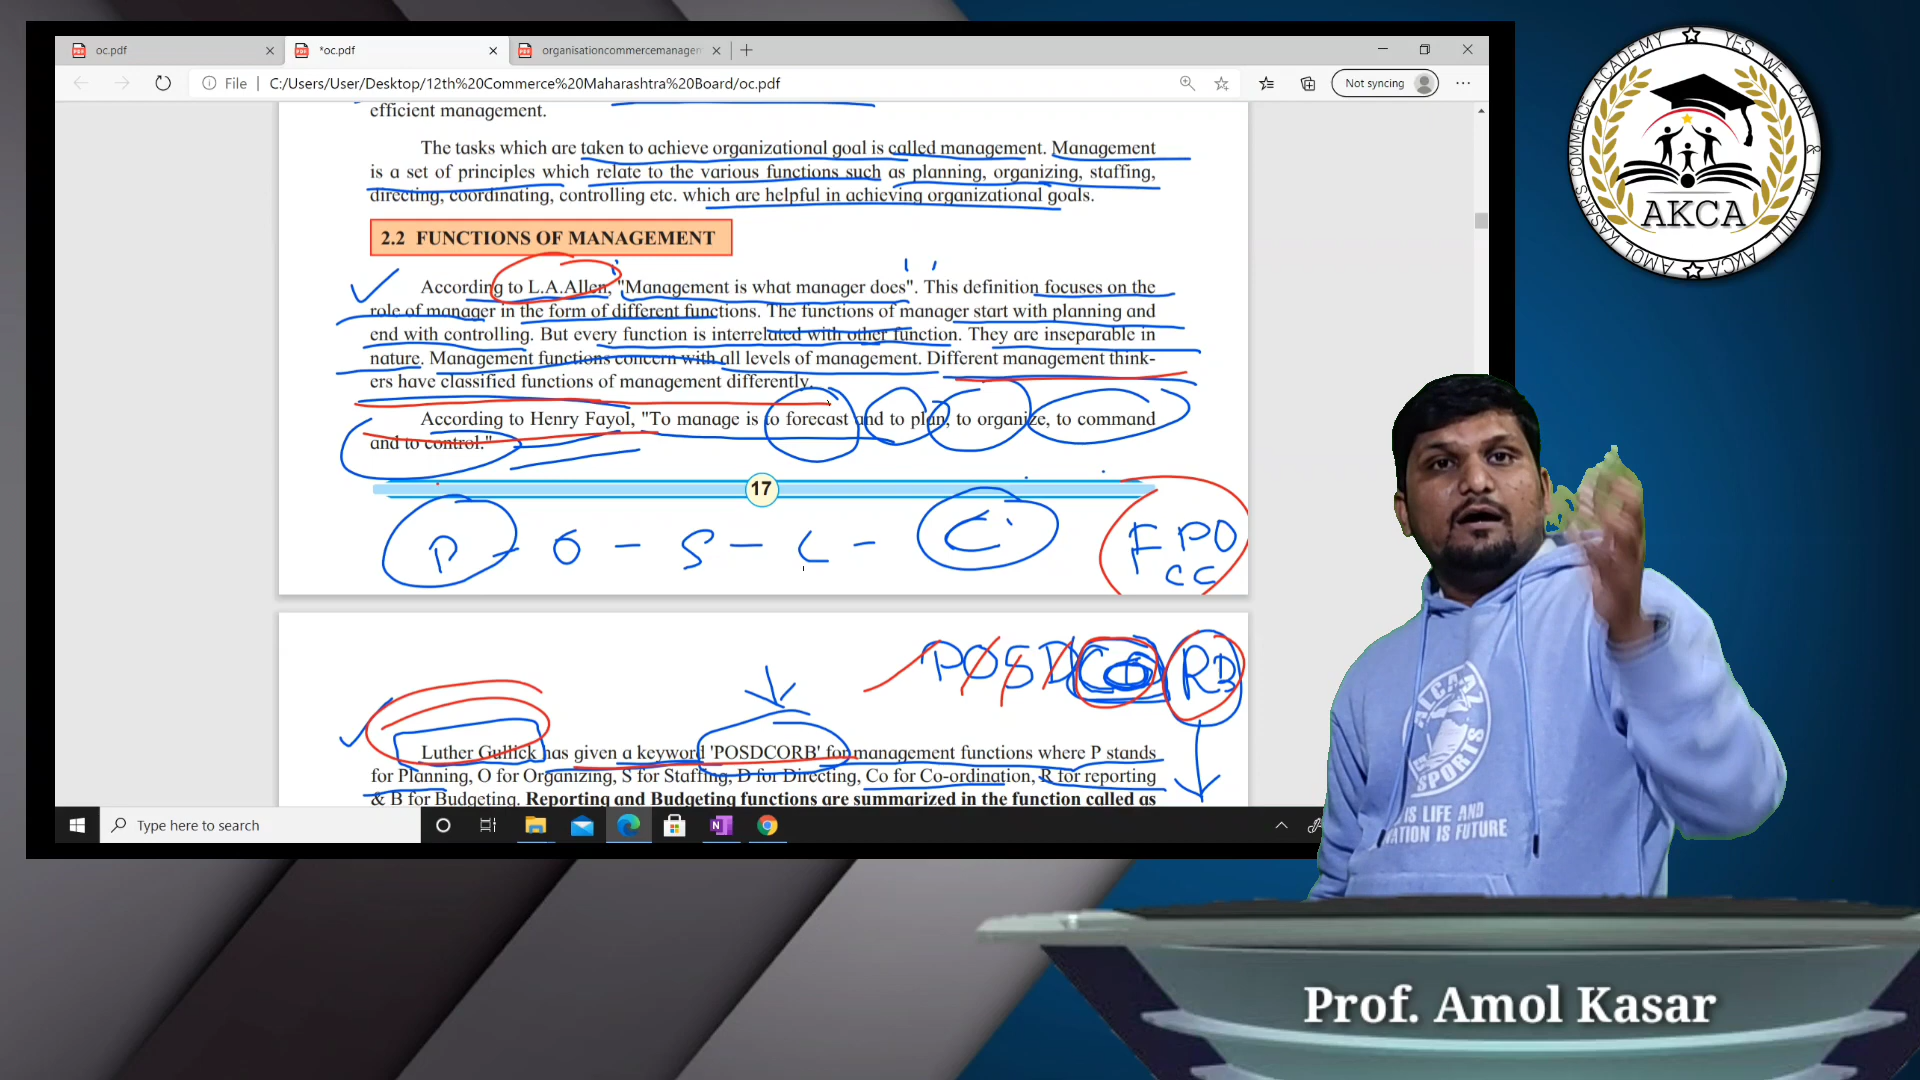 oc.pdf
*oc.pdf
organisationcommercemanagen
File
C:/Users/User/Desktop/12th%20Commerce%20Maharashtra%20Board/oc.pdf
Not syncing
efficient management.
The tasks which are taken to achieve organizational goal is called management. Management
is a set of principles which relate to the various functions such as planning, organizing, staffing,
directing, coordinating, controlling etc. which are helpful in achieving organizational goals.
2.2 FUNCTIONS OF MANAGEMENT
According to L.A.Allen, "Management is what manager does". This definition focuses on the
role of manager in the form of different functions. The functions of manager start with planning and
end with controlling. But every function is interrelated with other function. They are inseparable in
nature. Management functions concern with all levels of management. Different management think-
ers have classified functions of management differently.
According to Henry Fayol, "To manage is to forecast and to plan, to organize, to command
and to control."
17
P - O - S - L - C
F P O
C C
POSDCORB
Luther Gullick has given a keyword 'POSDCORB' for management functions where P stands
for Planning, O for Organizing, S for Staffing, D for Directing, Co for Co-ordination, R for reporting
& B for Budgeting. Reporting and Budgeting functions are summarized in the function called as
Type here to search
AMOL KASAR'S COMMERCE ACADEMY
YES WE CAN & WE WILL
AKCA
AKCA SPORTS
IS LIFE AND
FUTURE
Prof. Amol Kasar